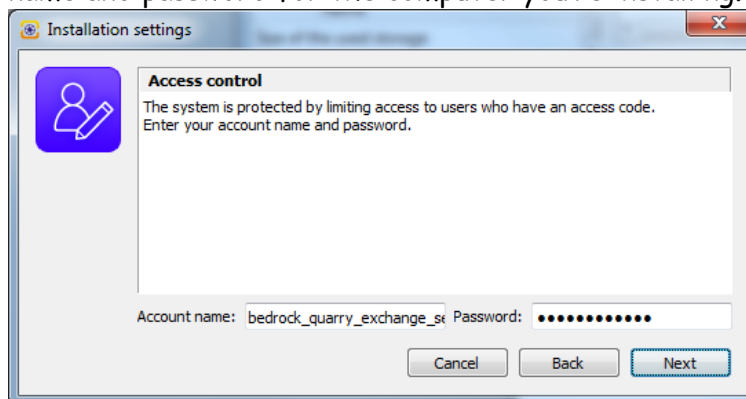 Installation settings
Access control
The system is protected by limiting access to users who have an access code.
Enter your account name and password.
Account name: bedrock_quarry_exchange_se Password: ●●●●●●●●●●●●
Cancel Back Next